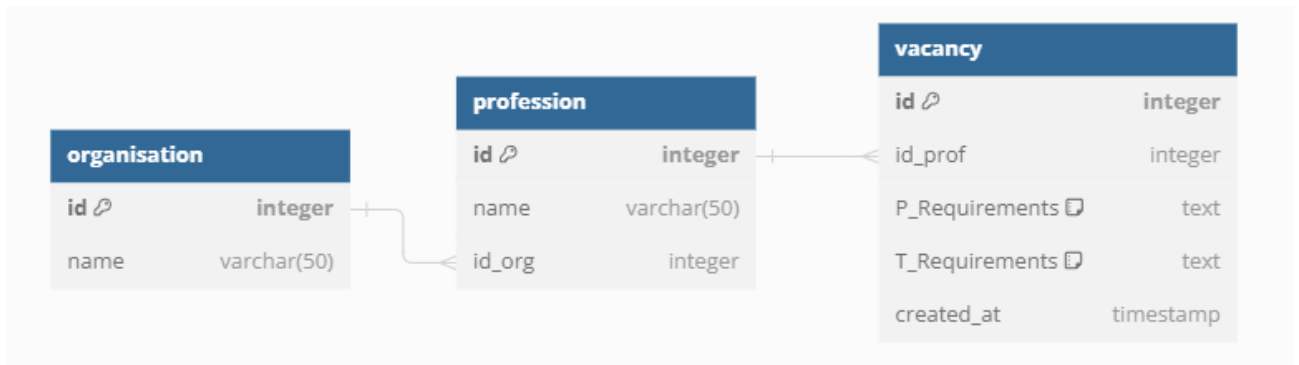 organisation
id integer
name varchar(50)
profession
id integer
name varchar(50)
id_org integer
vacancy
id integer
id_prof integer
P_Requirements text
T_Requirements text
created_at timestamp